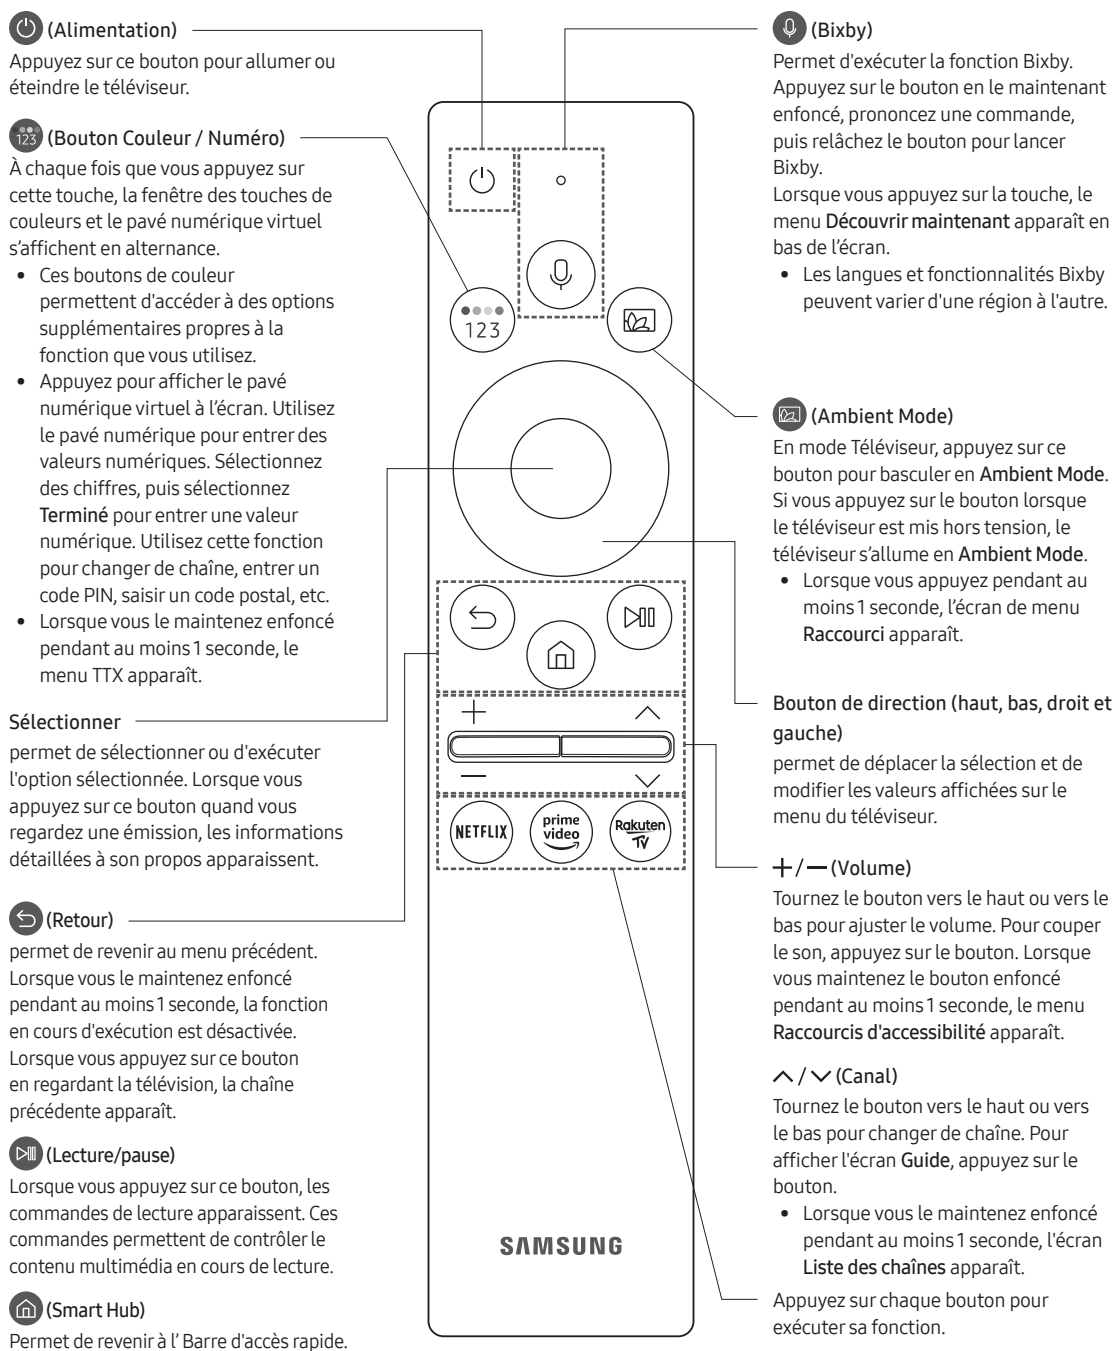 (Alimentation)
Appuyez sur ce bouton pour allumer ou
éteindre le téléviseur.
123 (Bouton Couleur / Numéro)
À chaque fois que vous appuyez sur
cette touche, la fenêtre des touches de
couleurs et le pavé numérique virtuel
s’affichent en alternance.
• Ces boutons de couleur
permettent d'accéder à des options
supplémentaires propres à la
fonction que vous utilisez.
• Appuyez pour afficher le pavé
numérique virtuel à l’écran. Utilisez
le pavé numérique pour entrer des
valeurs numériques. Sélectionnez
des chiffres, puis sélectionnez
Terminé pour entrer une valeur
numérique. Utilisez cette fonction
pour changer de chaîne, entrer un
code PIN, saisir un code postal, etc.
• Lorsque vous le maintenez enfoncé
pendant au moins 1 seconde, le
menu TTX apparaît.
Sélectionner
permet de sélectionner ou d'exécuter
l'option sélectionnée. Lorsque vous
appuyez sur ce bouton quand vous
regardez une émission, les informations
détaillées à son propos apparaissent.
(Retour)
permet de revenir au menu précédent.
Lorsque vous le maintenez enfoncé
pendant au moins 1 seconde, la fonction
en cours d'exécution est désactivée.
Lorsque vous appuyez sur ce bouton
en regardant la télévision, la chaîne
précédente apparaît.
(Lecture/pause)
Lorsque vous appuyez sur ce bouton, les
commandes de lecture apparaissent. Ces
commandes permettent de contrôler le
contenu multimédia en cours de lecture.
(Smart Hub)
Permet de revenir à l’ Barre d'accès rapide.
123
NETFLIX
prime
video
Rakuten
TV
SAMSUNG
(Bixby)
Permet d'exécuter la fonction Bixby.
Appuyez sur le bouton en le maintenant
enfoncé, prononcez une commande,
puis relâchez le bouton pour lancer
Bixby.
Lorsque vous appuyez sur la touche, le
menu Découvrir maintenant apparaît en
bas de l’écran.
• Les langues et fonctionnalités Bixby
peuvent varier d'une région à l'autre.
(Ambient Mode)
En mode Téléviseur, appuyez sur ce
bouton pour basculer en Ambient Mode.
Si vous appuyez sur le bouton lorsque
le téléviseur est mis hors tension, le
téléviseur s’allume en Ambient Mode.
• Lorsque vous appuyez pendant au
moins 1 seconde, l’écran de menu
Raccourci apparaît.
Bouton de direction (haut, bas, droit et
gauche)
permet de déplacer la sélection et de
modifier les valeurs affichées sur le
menu du téléviseur.
+ / — (Volume)
Tournez le bouton vers le haut ou vers le
bas pour ajuster le volume. Pour couper
le son, appuyez sur le bouton. Lorsque
vous maintenez le bouton enfoncé
pendant au moins 1 seconde, le menu
Raccourcis d'accessibilité apparaît.
/ (Canal)
Tournez le bouton vers le haut ou vers
le bas pour changer de chaîne. Pour
afficher l'écran Guide, appuyez sur le
bouton.
• Lorsque vous le maintenez enfoncé
pendant au moins 1 seconde, l'écran
Liste des chaînes apparaît.
Appuyez sur chaque bouton pour
exécuter sa fonction.